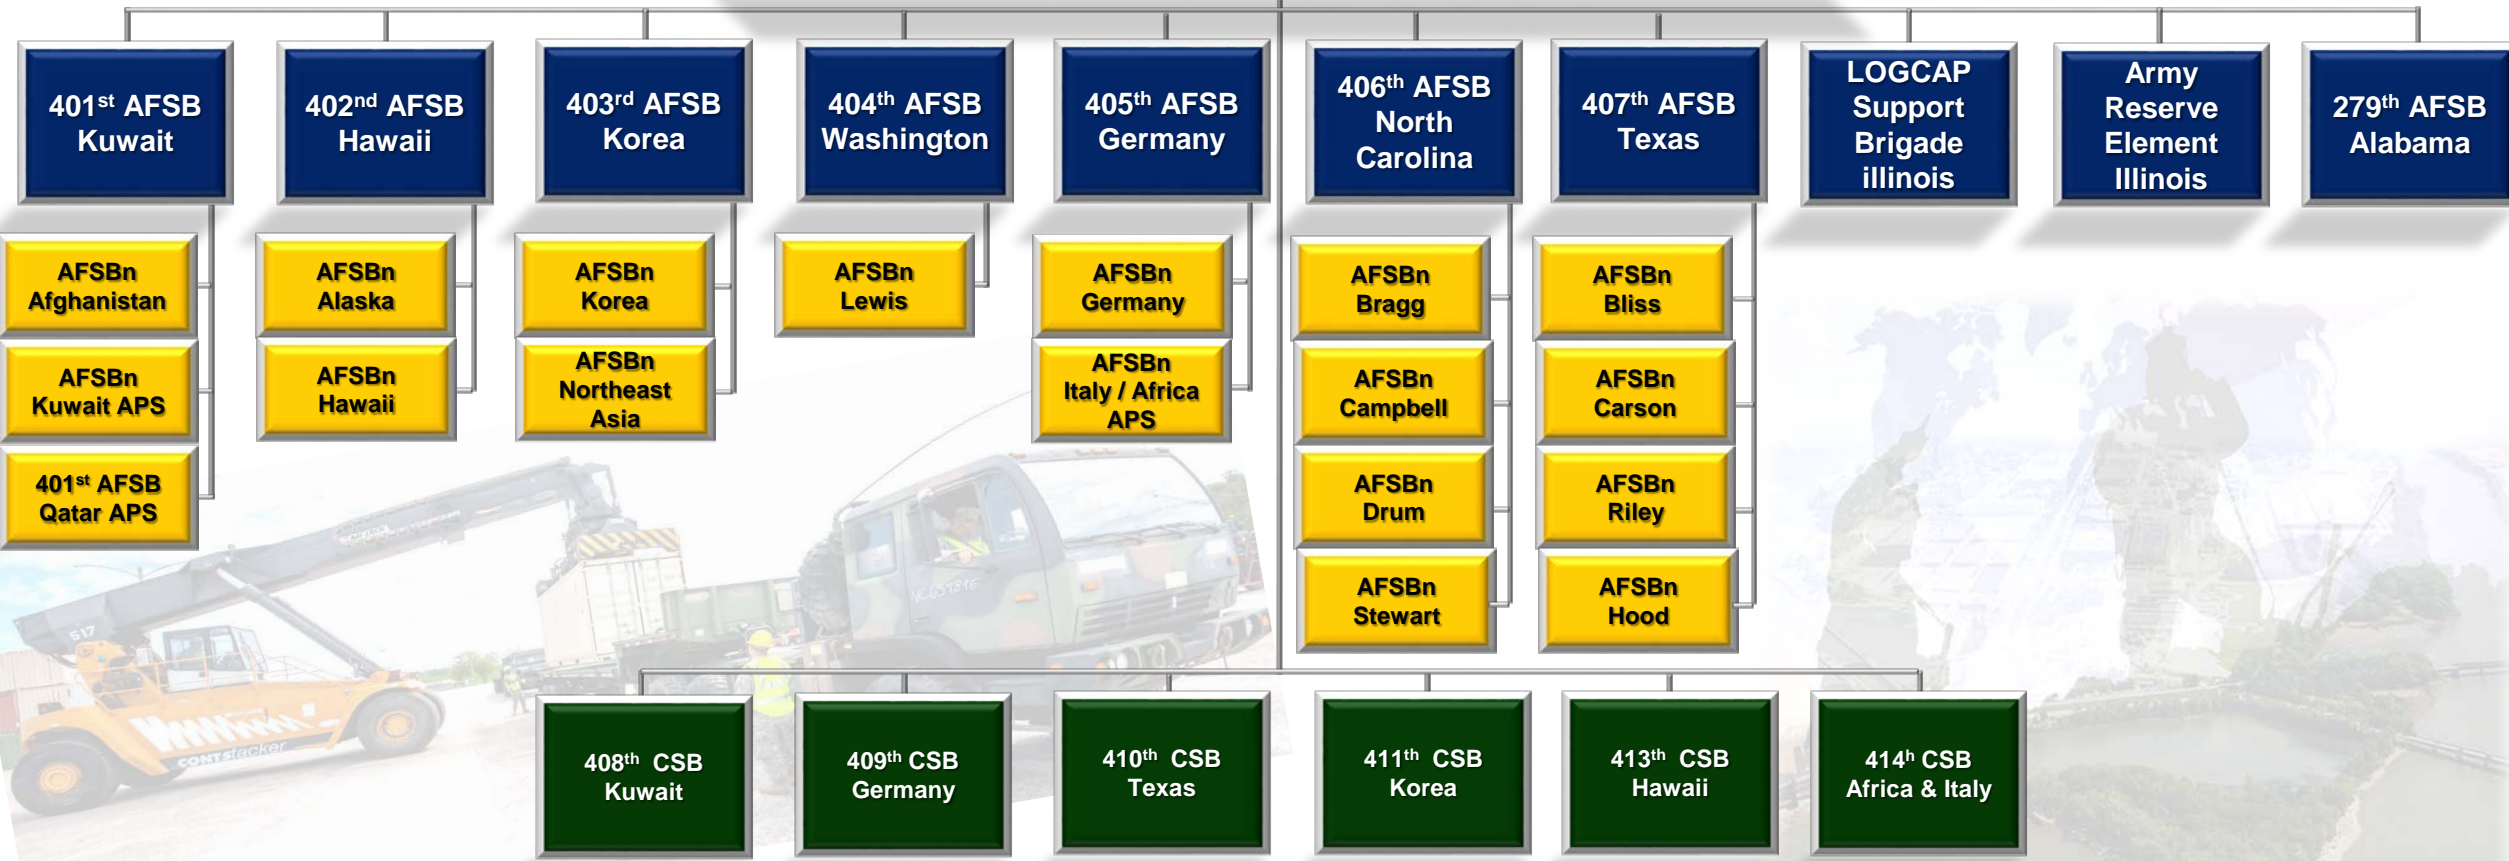 401st AFSB
Kuwait
402nd AFSB
Hawaii
403rd AFSB
Korea
404th AFSB
Washington
405th AFSB
Germany
406th AFSB
North
Carolina
407th AFSB
Texas
LOGCAP
Support
Brigade
illinois
Army
Reserve
Element
Illinois
279th AFSB
Alabama
AFSBn
Afghanistan
AFSBn
Kuwait APS
401st AFSB
Qatar APS
AFSBn
Alaska
AFSBn
Hawaii
AFSBn
Korea
AFSBn
Northeast
Asia
AFSBn
Lewis
AFSBn
Germany
AFSBn
Italy / Africa
APS
AFSBn
Bragg
AFSBn
Campbell
AFSBn
Drum
AFSBn
Stewart
AFSBn
Bliss
AFSBn
Carson
AFSBn
Riley
AFSBn
Hood
517
CONTstacker
408th CSB
Kuwait
409th CSB
Germany
410th CSB
Texas
411th CSB
Korea
413th CSB
Hawaii
414h CSB
Africa & Italy